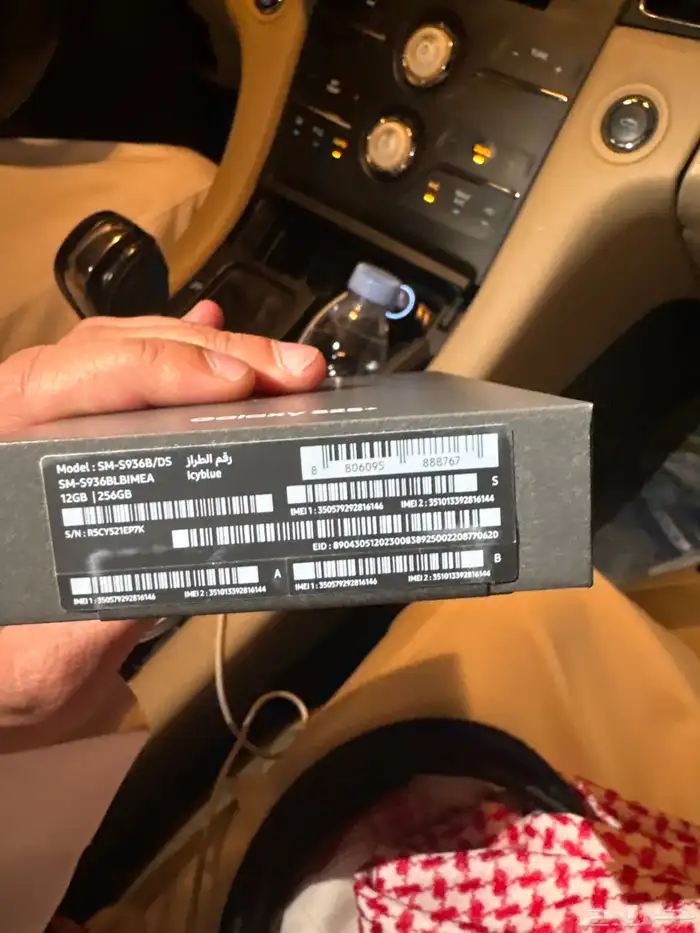 Model : SM-S936B/DS رقم الطراز
SM-S936BLBIMEA Icyblue
12GB | 256GB
8 806095 888767
S
IMEI 1 : 350579292816146 IMEI 2 : 351013392816144
S/N : R5CY521EP7K
EID : 89043051202300838925002208770620
A
IMEI 1 : 350579292816146 IMEI 2 : 351013392816144
B
IMEI 1 : 350579292816146 IMEI 2 : 351013392816144
TUNE